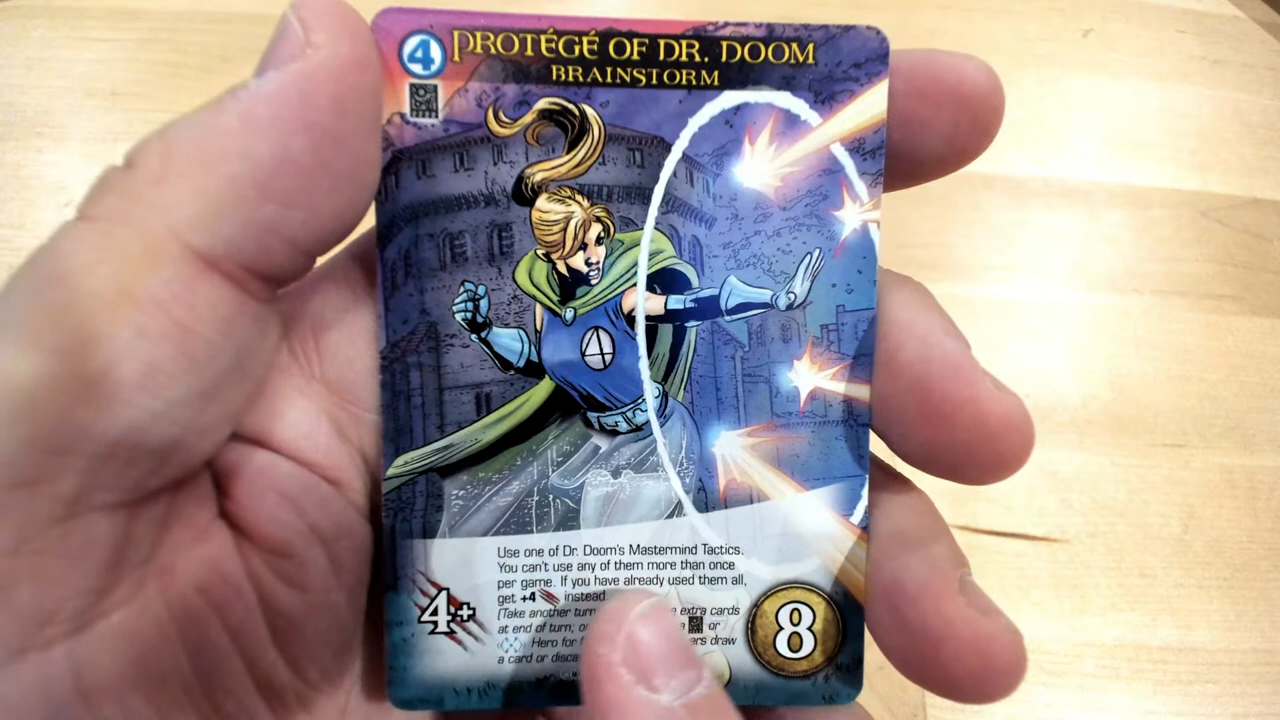 4 PROTÉGÉ OF DR. DOOM
BRAINSTORM
4
Use one of Dr. Doom's Mastermind Tactics.
You can't use any of them more than once
per game. If you have already used them all,
get +4 instead.
(Take another turn extra cards
at end of turn; or
Hero for ers draw
a card or disca
4+
8